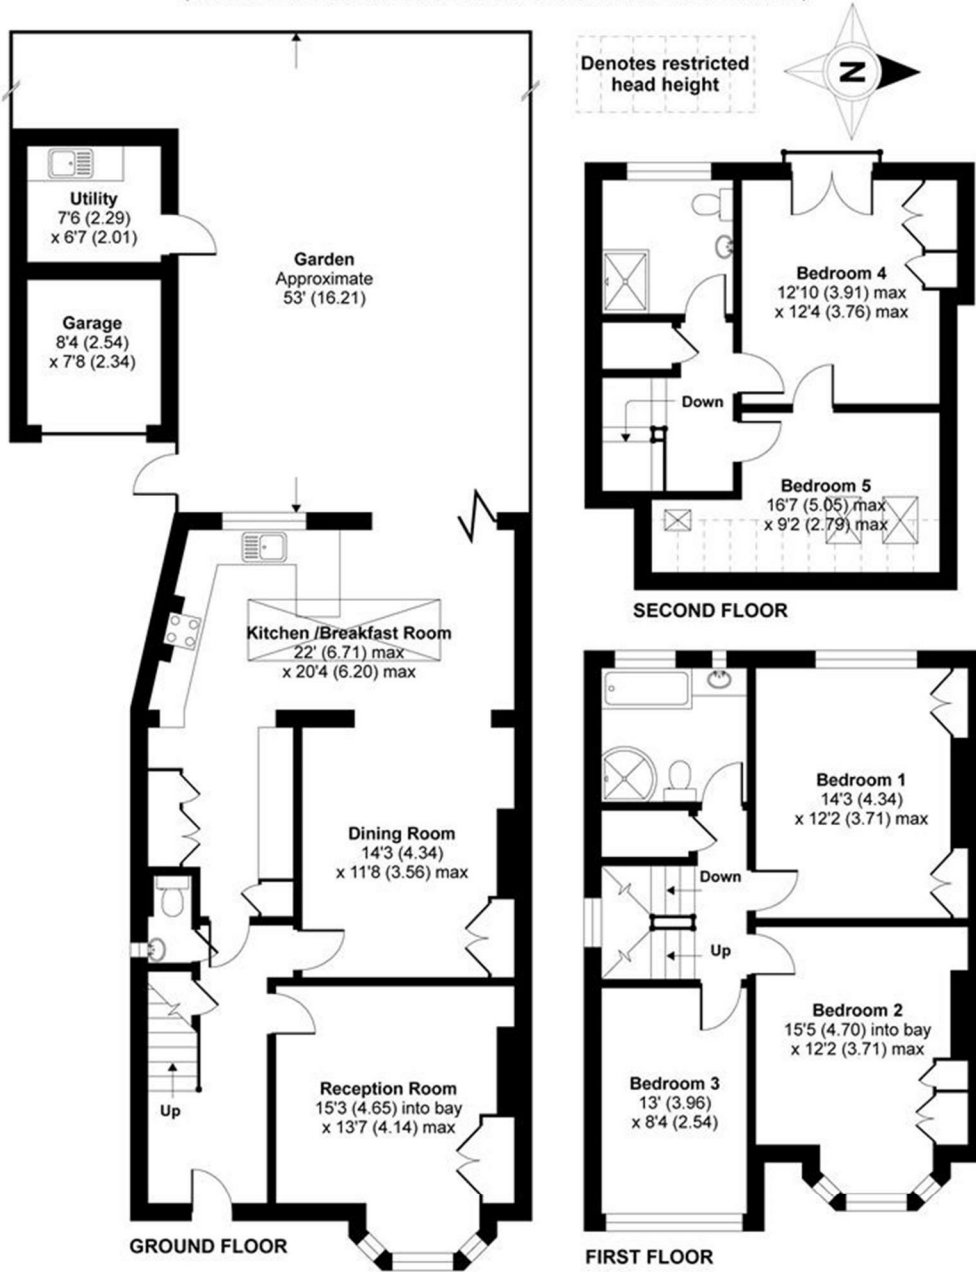 Denotes restricted
head height
N
Utility
7'6 (2.29)
x 6'7 (2.01)
Garden
Approximate
53' (16.21)
Garage
8'4 (2.54)
x 7'8 (2.34)
Kitchen /Breakfast Room
22' (6.71) max
x 20'4 (6.20) max
Dining Room
14'3 (4.34)
x 11'8 (3.56) max
Reception Room
15'3 (4.65) into bay
x 13'7 (4.14) max
Up
GROUND FLOOR
Bedroom 4
12'10 (3.91) max
x 12'4 (3.76) max
Down
Bedroom 5
16'7 (5.05) max
x 9'2 (2.79) max
SECOND FLOOR
Bedroom 1
14'3 (4.34)
x 12'2 (3.71) max
Down
Up
Bedroom 2
15'5 (4.70) into bay
x 12'2 (3.71) max
Bedroom 3
13' (3.96)
x 8'4 (2.54)
FIRST FLOOR